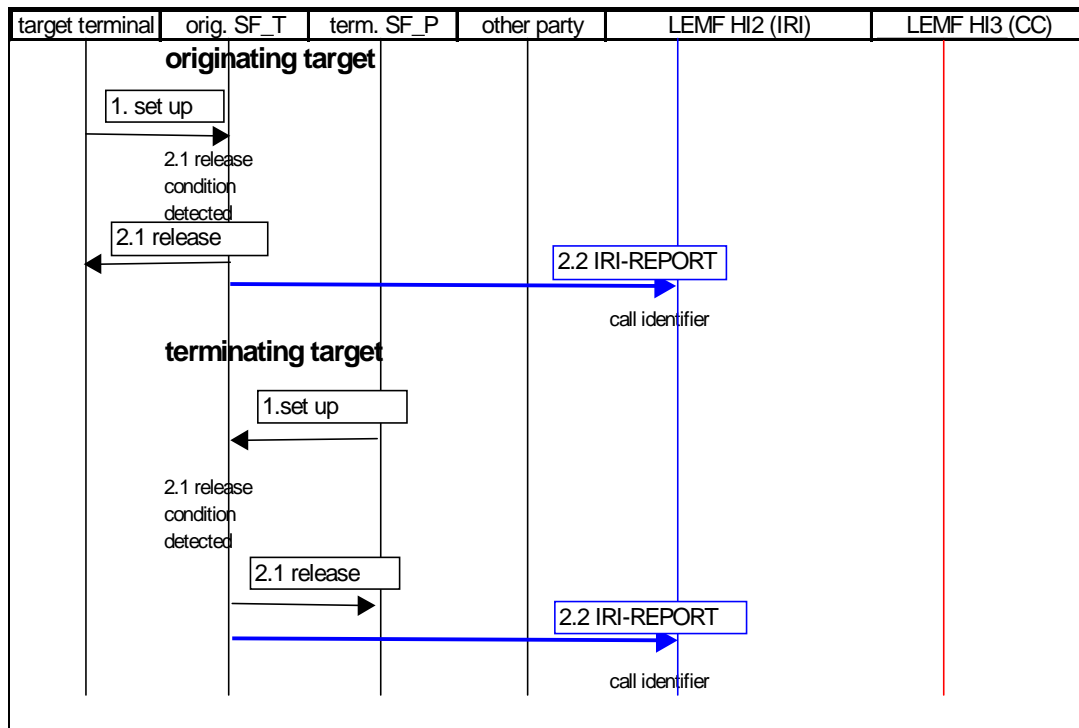 target terminal orig. SF_T term. SF_P other party LEMF HI2 (IRI) LEMF HI3 (CC)
originating target
1. set up
2.1 release
condition
detected
2.1 release
2.2 IRI-REPORT
call identifier
terminating target
1.set up
2.1 release
condition
detected
2.1 release
2.2 IRI-REPORT
call identifier